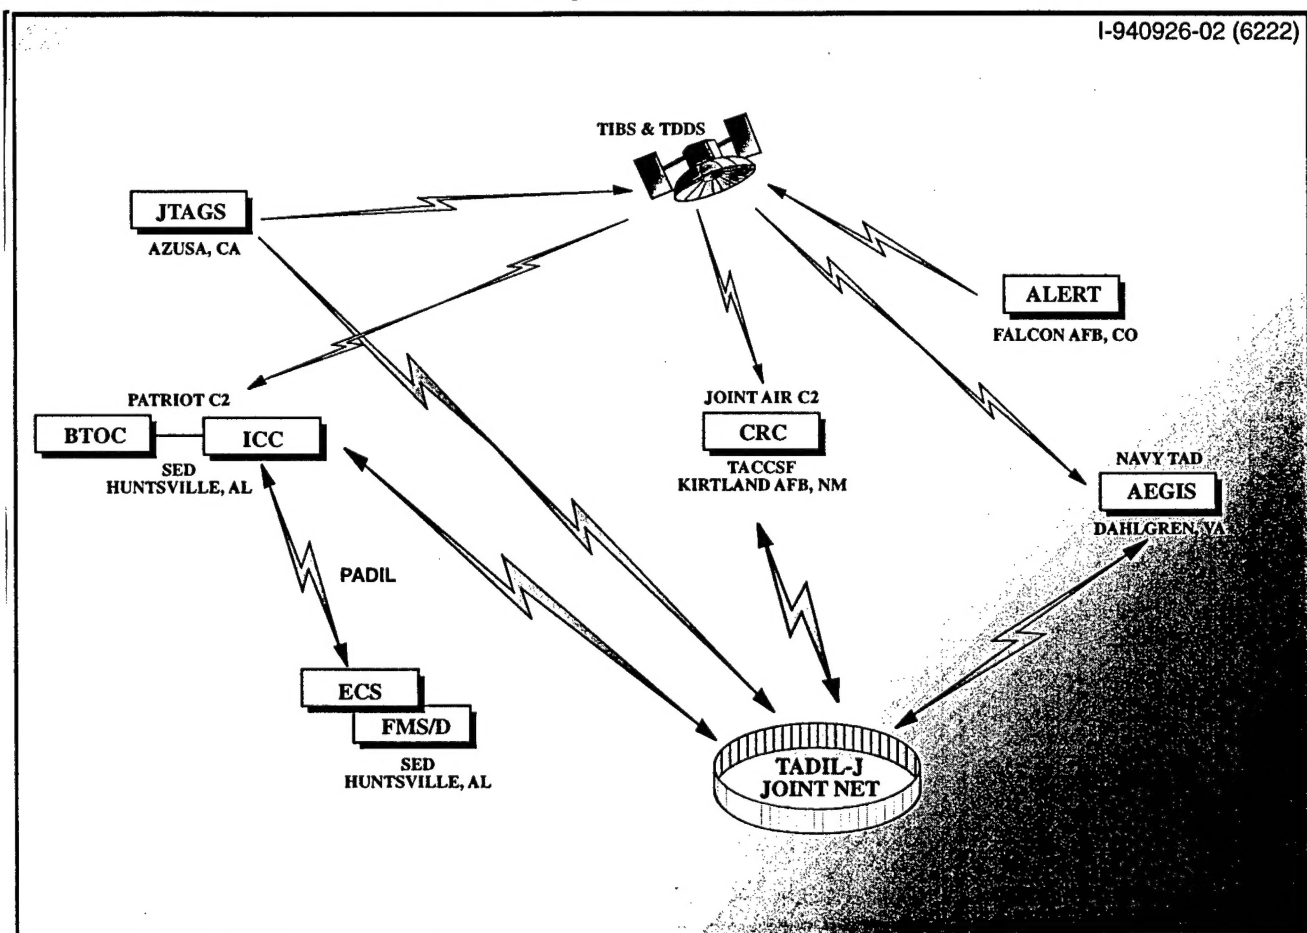 I-940926-02 (6222)
TIBS & TDDS
JTAGS
AZUSA, CA
ALERT
FALCON AFB, CO
PATRIOT C2
BTOC
ICC
SED
HUNTSVILLE, AL
JOINT AIR C2
CRC
TACCSF
KIRTLAND AFB, NM
NAVY TAD
AEGIS
DAHLGREN, VA
PADIL
ECS
FMS/D
SED
HUNTSVILLE, AL
TADIL-J
JOINT NET